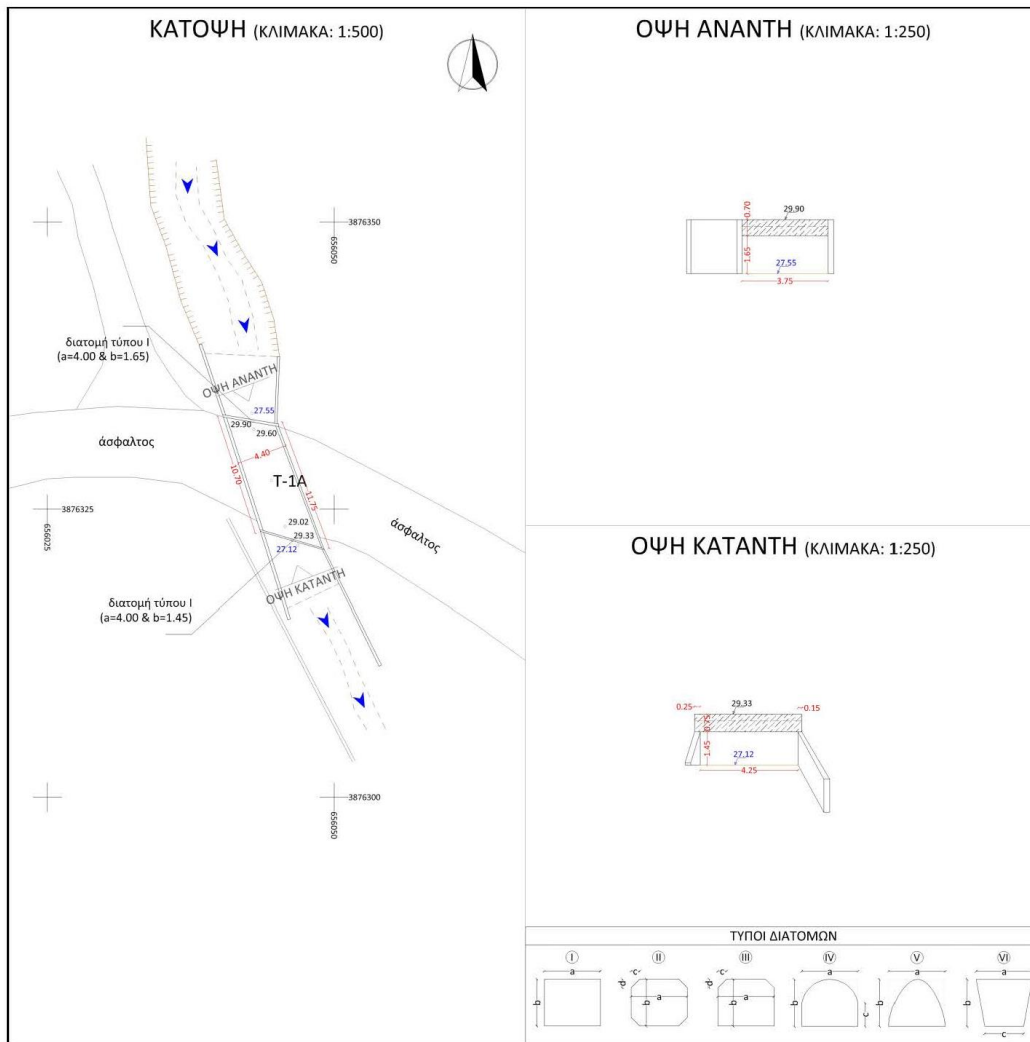 ΚΑΤΟΨΗ (ΚΛΙΜΑΚΑ: 1:500)
3876350
656050
διατομή τύπου Ι
(a=4.00 & b=1.65)
ΟΨΗ ΑΝΑΝΤΗ
27.55
29.90
29.60
άσφαλτος
4.40
10.70
T-1A
11.75
3876325
656025
άσφαλτος
29.02
29.33
27.12
ΟΨΗ ΚΑΤΑΝΤΗ
διατομή τύπου Ι
(a=4.00 & b=1.45)
3876300
656050
ΟΨΗ ΑΝΑΝΤΗ (ΚΛΙΜΑΚΑ: 1:250)
0.70
29.90
1.65
27.55
3.75
ΟΨΗ ΚΑΤΑΝΤΗ (ΚΛΙΜΑΚΑ: 1:250)
0.25
29.33
0.15
0.75
1.45
27.12
4.25
ΤΥΠΟΙ ΔΙΑΤΟΜΩΝ
I II III IV V VI
a c c a a a
d d
b b a b a b b b
c
c